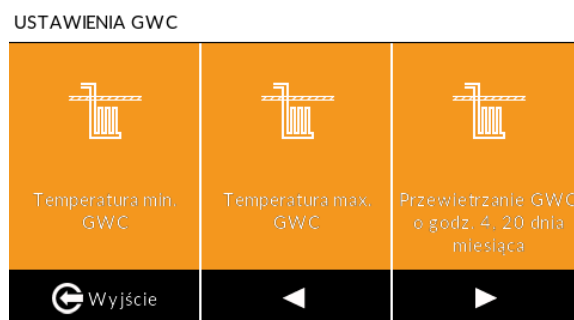 USTAWIENIA GWC
Temperatura min.
GWC
Temperatura max.
GWC
Przewietrzanie GWC
o godz. 4, 20 dnia
miesiąca
Wyjście